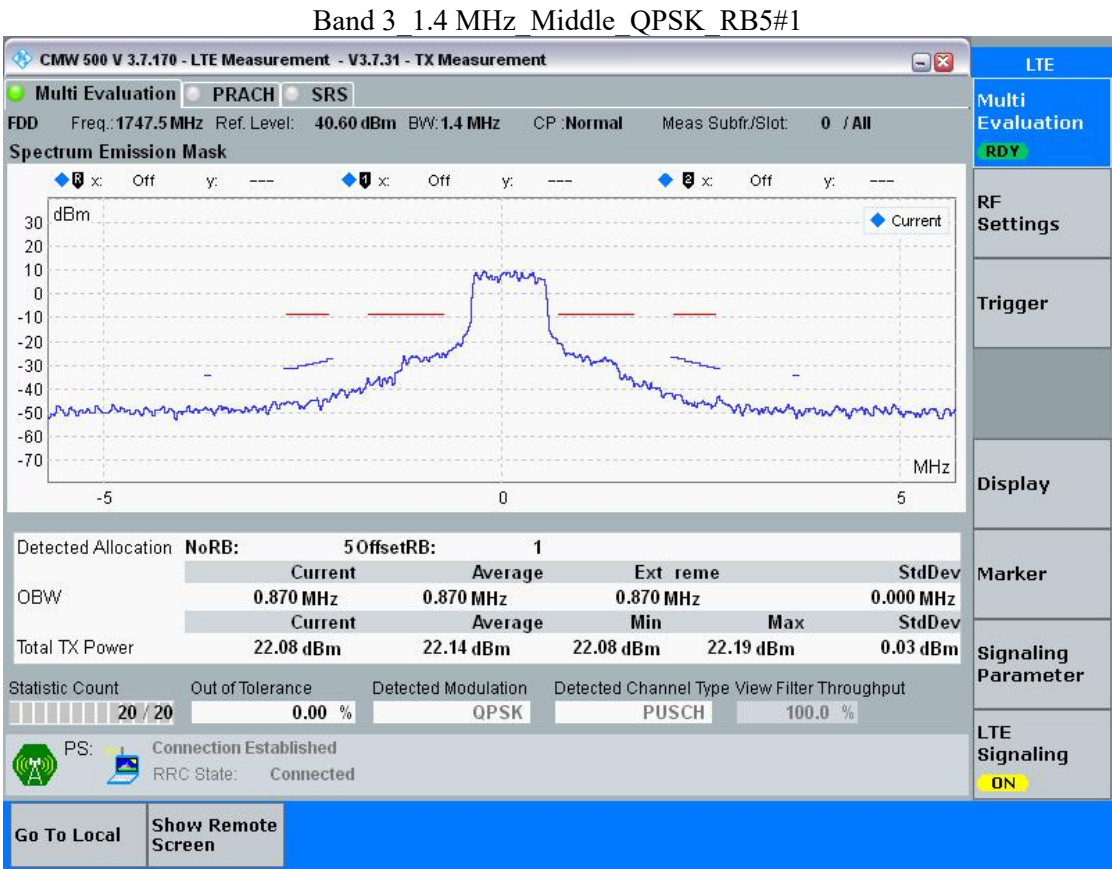 Band 3_1.4 MHz_Middle_QPSK_RB5#1
CMW 500 V 3.7.170 - LTE Measurement - V3.7.31 - TX Measurement
LTE
Multi Evaluation PRACH SRS
Multi
Evaluation
RDY
FDD Freq.: 1747.5 MHz Ref. Level: 40.60 dBm BW: 1.4 MHz CP : Normal Meas Subfr./Slot: 0 / All
Spectrum Emission Mask
R x: Off y: --- 1 x: Off y: --- 2 x: Off y: ---
dBm
Current
30
20
10
0
-10
-20
-30
-40
-50
-60
-70
MHz
-5 0 5
RF
Settings
Trigger
Display
Marker
Signaling
Parameter
LTE
Signaling
ON
Detected Allocation NoRB: 5 OffsetRB: 1
Current Average Ext reme StdDev
OBW 0.870 MHz 0.870 MHz 0.870 MHz 0.000 MHz
Current Average Min Max StdDev
Total TX Power 22.08 dBm 22.14 dBm 22.08 dBm 22.19 dBm 0.03 dBm
Statistic Count Out of Tolerance Detected Modulation Detected Channel Type View Filter Throughput
20 / 20 0.00 % QPSK PUSCH 100.0 %
PS: Connection Established
RRC State: Connected
Go To Local
Show Remote
Screen